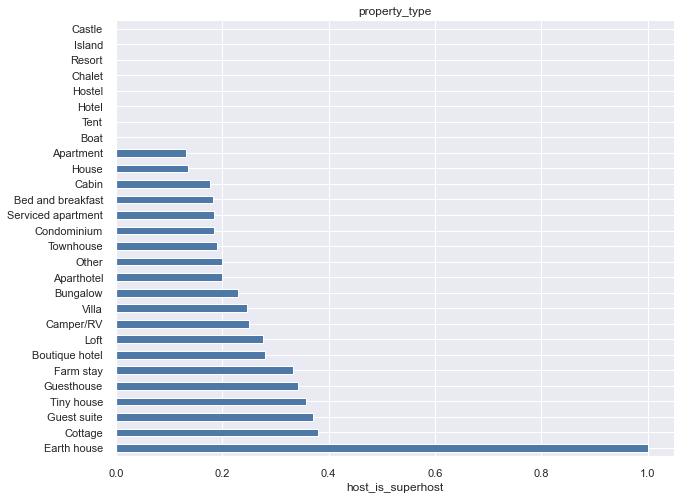 property_type
Castle
Island
Resort
Chalet
Hostel
Hotel
Tent
Boat
Apartment
House
Cabin
Bed and breakfast
Serviced apartment
Condominium
Townhouse
Other
Aparthotel
Bungalow
Villa
Camper/RV
Loft
Boutique hotel
Farm stay
Guesthouse
Tiny house
Guest suite
Cottage
Earth house
0.0 0.2 0.4 0.6 0.8 1.0
host_is_superhost